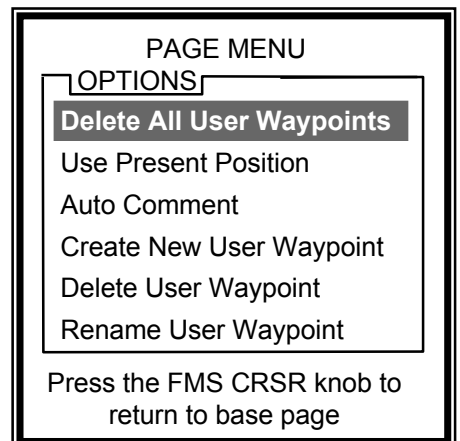 PAGE MENU
OPTIONS
Delete All User Waypoints
Use Present Position
Auto Comment
Create New User Waypoint
Delete User Waypoint
Rename User Waypoint
Press the FMS CRSR knob to
return to base page